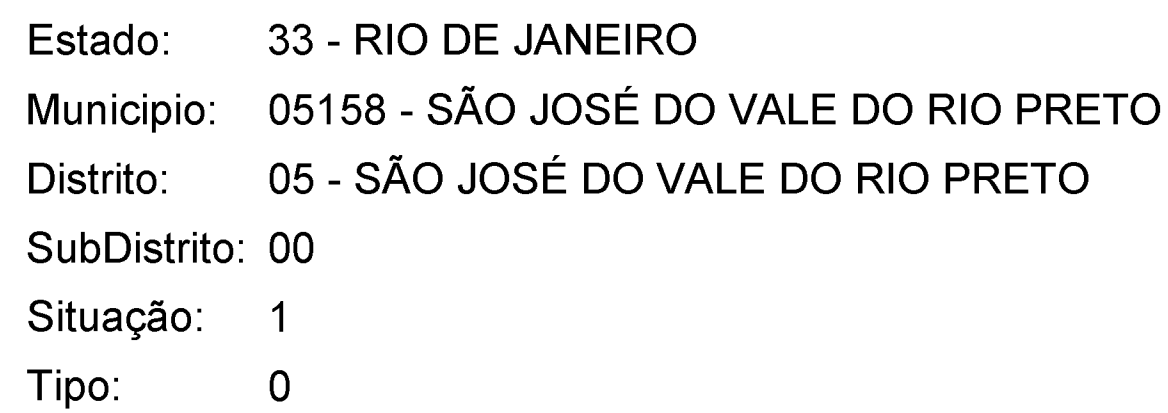 Estado: 33 - RIO DE JANEIRO
Municipio: 05158 - SÃO JOSÉ DO VALE DO RIO PRETO
Distrito: 05 - SÃO JOSÉ DO VALE DO RIO PRETO
SubDistrito: 00
Situação: 1
Tipo: 0